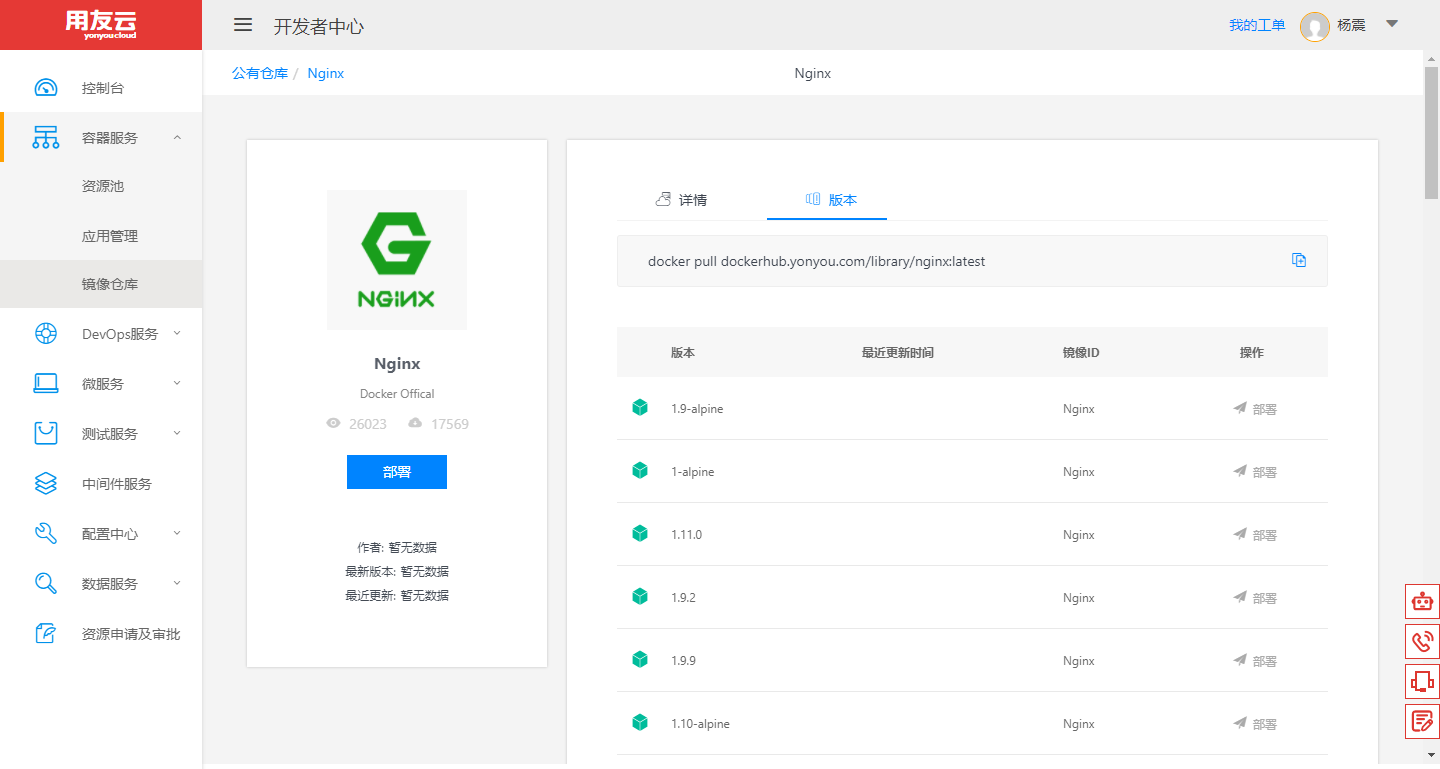 用友云
yonyoucloud
开发者中心
我的工单
杨震
控制台
容器服务
资源池
应用管理
镜像仓库
DevOps服务
微服务
测试服务
中间件服务
配置中心
数据服务
资源申请及审批
公有仓库 / Nginx
Nginx
NGiNX
Nginx
Docker Offical
26023 17569
部署
作者: 暂无数据
最新版本: 暂无数据
最近更新: 暂无数据
详情 版本
docker pull dockerhub.yonyou.com/library/nginx:latest
版本 最近更新时间 镜像ID 操作
1.9-alpine Nginx 部署
1-alpine Nginx 部署
1.11.0 Nginx 部署
1.9.2 Nginx 部署
1.9.9 Nginx 部署
1.10-alpine Nginx 部署